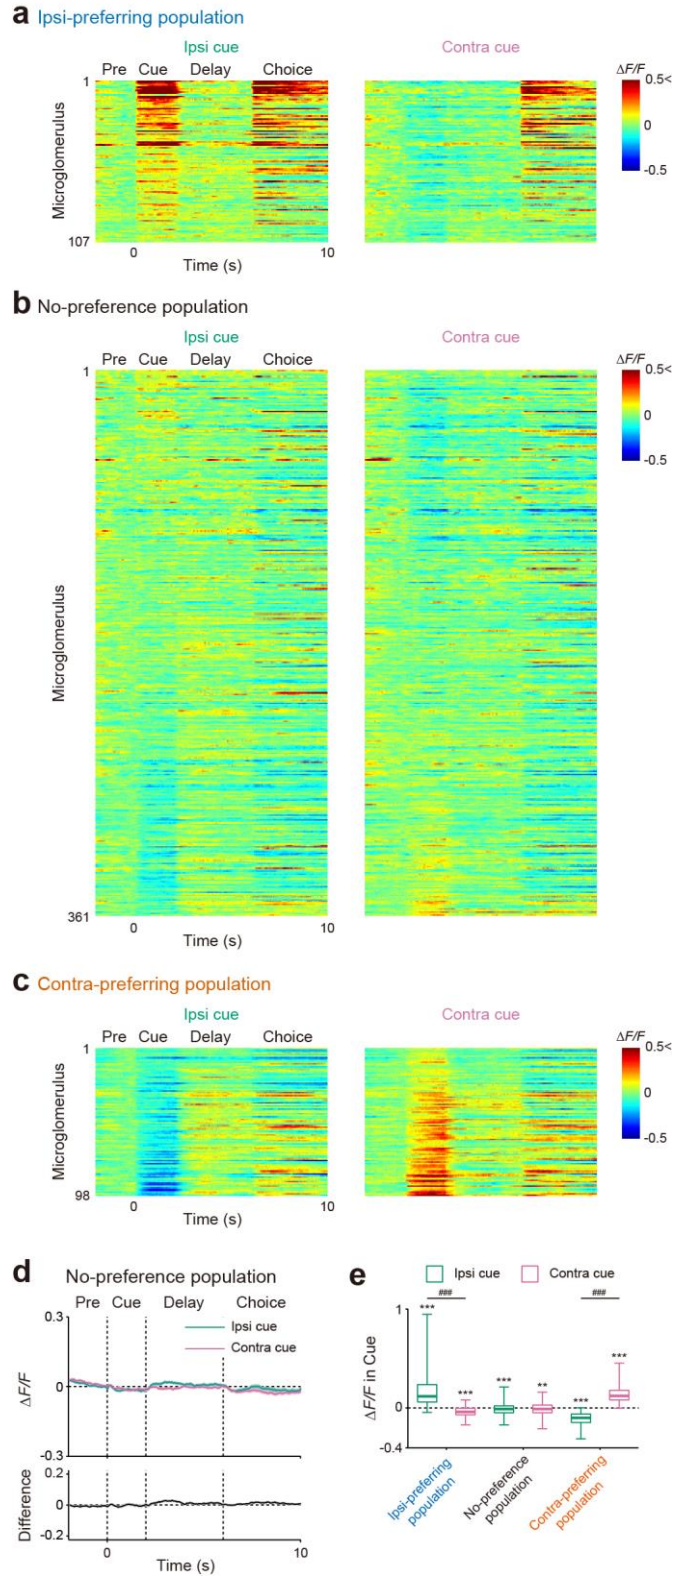 a Ipsi-preferring population
Ipsi cue
Contra cue
Pre Cue Delay Choice
ΔF/F
1
0.5<
0
-0.5
Microglomerulus
107
0
10
Time (s)
b No-preference population
Ipsi cue
Contra cue
Pre Cue Delay Choice
ΔF/F
1
0.5<
0
-0.5
Microglomerulus
361
0
10
Time (s)
c Contra-preferring population
Ipsi cue
Contra cue
Pre Cue Delay Choice
ΔF/F
1
0.5<
0
-0.5
Microglomerulus
98
0
10
Time (s)
d No-preference population
Pre Cue Delay Choice
0.3
Ipsi cue
Contra cue
ΔF/F
0
-0.3
0.2
Difference
0
-0.2
0
10
Time (s)
e
Ipsi cue
Contra cue
###
###
1
***
***
***
**
***
***
ΔF/F in Cue
0
-0.4
Ipsi-preferring
population
No-preference
population
Contra-preferring
population